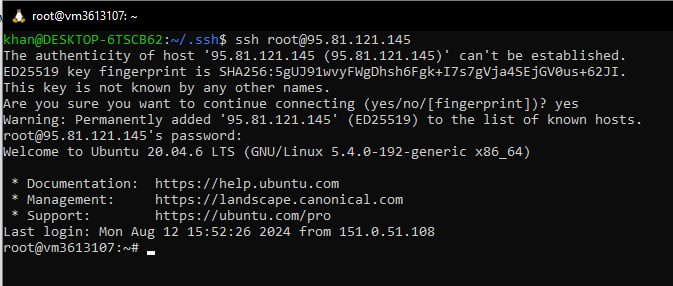 root@vm3613107: ~
khan@DESKTOP-6TSCB62:~/.ssh$ ssh root@95.81.121.145
The authenticity of host '95.81.121.145 (95.81.121.145)' can't be established.
ED25519 key fingerprint is SHA256:5gUJ91wvyFWgDhsh6Fgk+I7s7gVja4SEjGV0us+62JI.
This key is not known by any other names.
Are you sure you want to continue connecting (yes/no/[fingerprint])? yes
Warning: Permanently added '95.81.121.145' (ED25519) to the list of known hosts.
root@95.81.121.145's password:
Welcome to Ubuntu 20.04.6 LTS (GNU/Linux 5.4.0-192-generic x86_64)
* Documentation:  https://help.ubuntu.com
* Management:     https://landscape.canonical.com
* Support:        https://ubuntu.com/pro
Last login: Mon Aug 12 15:52:26 2024 from 151.0.51.108
root@vm3613107:~#